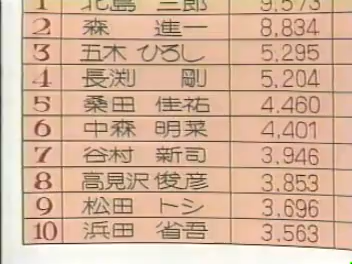 1 北島 三郎 9,573
2 森 進一 8,834
3 五木 ひろし 5,295
4 長渕 剛 5,204
5 桑田 佳祐 4,460
6 中森 明菜 4,401
7 谷村 新司 3,946
8 高見沢 俊彦 3,853
9 松田 トシ 3,696
10 浜田 省吾 3,563